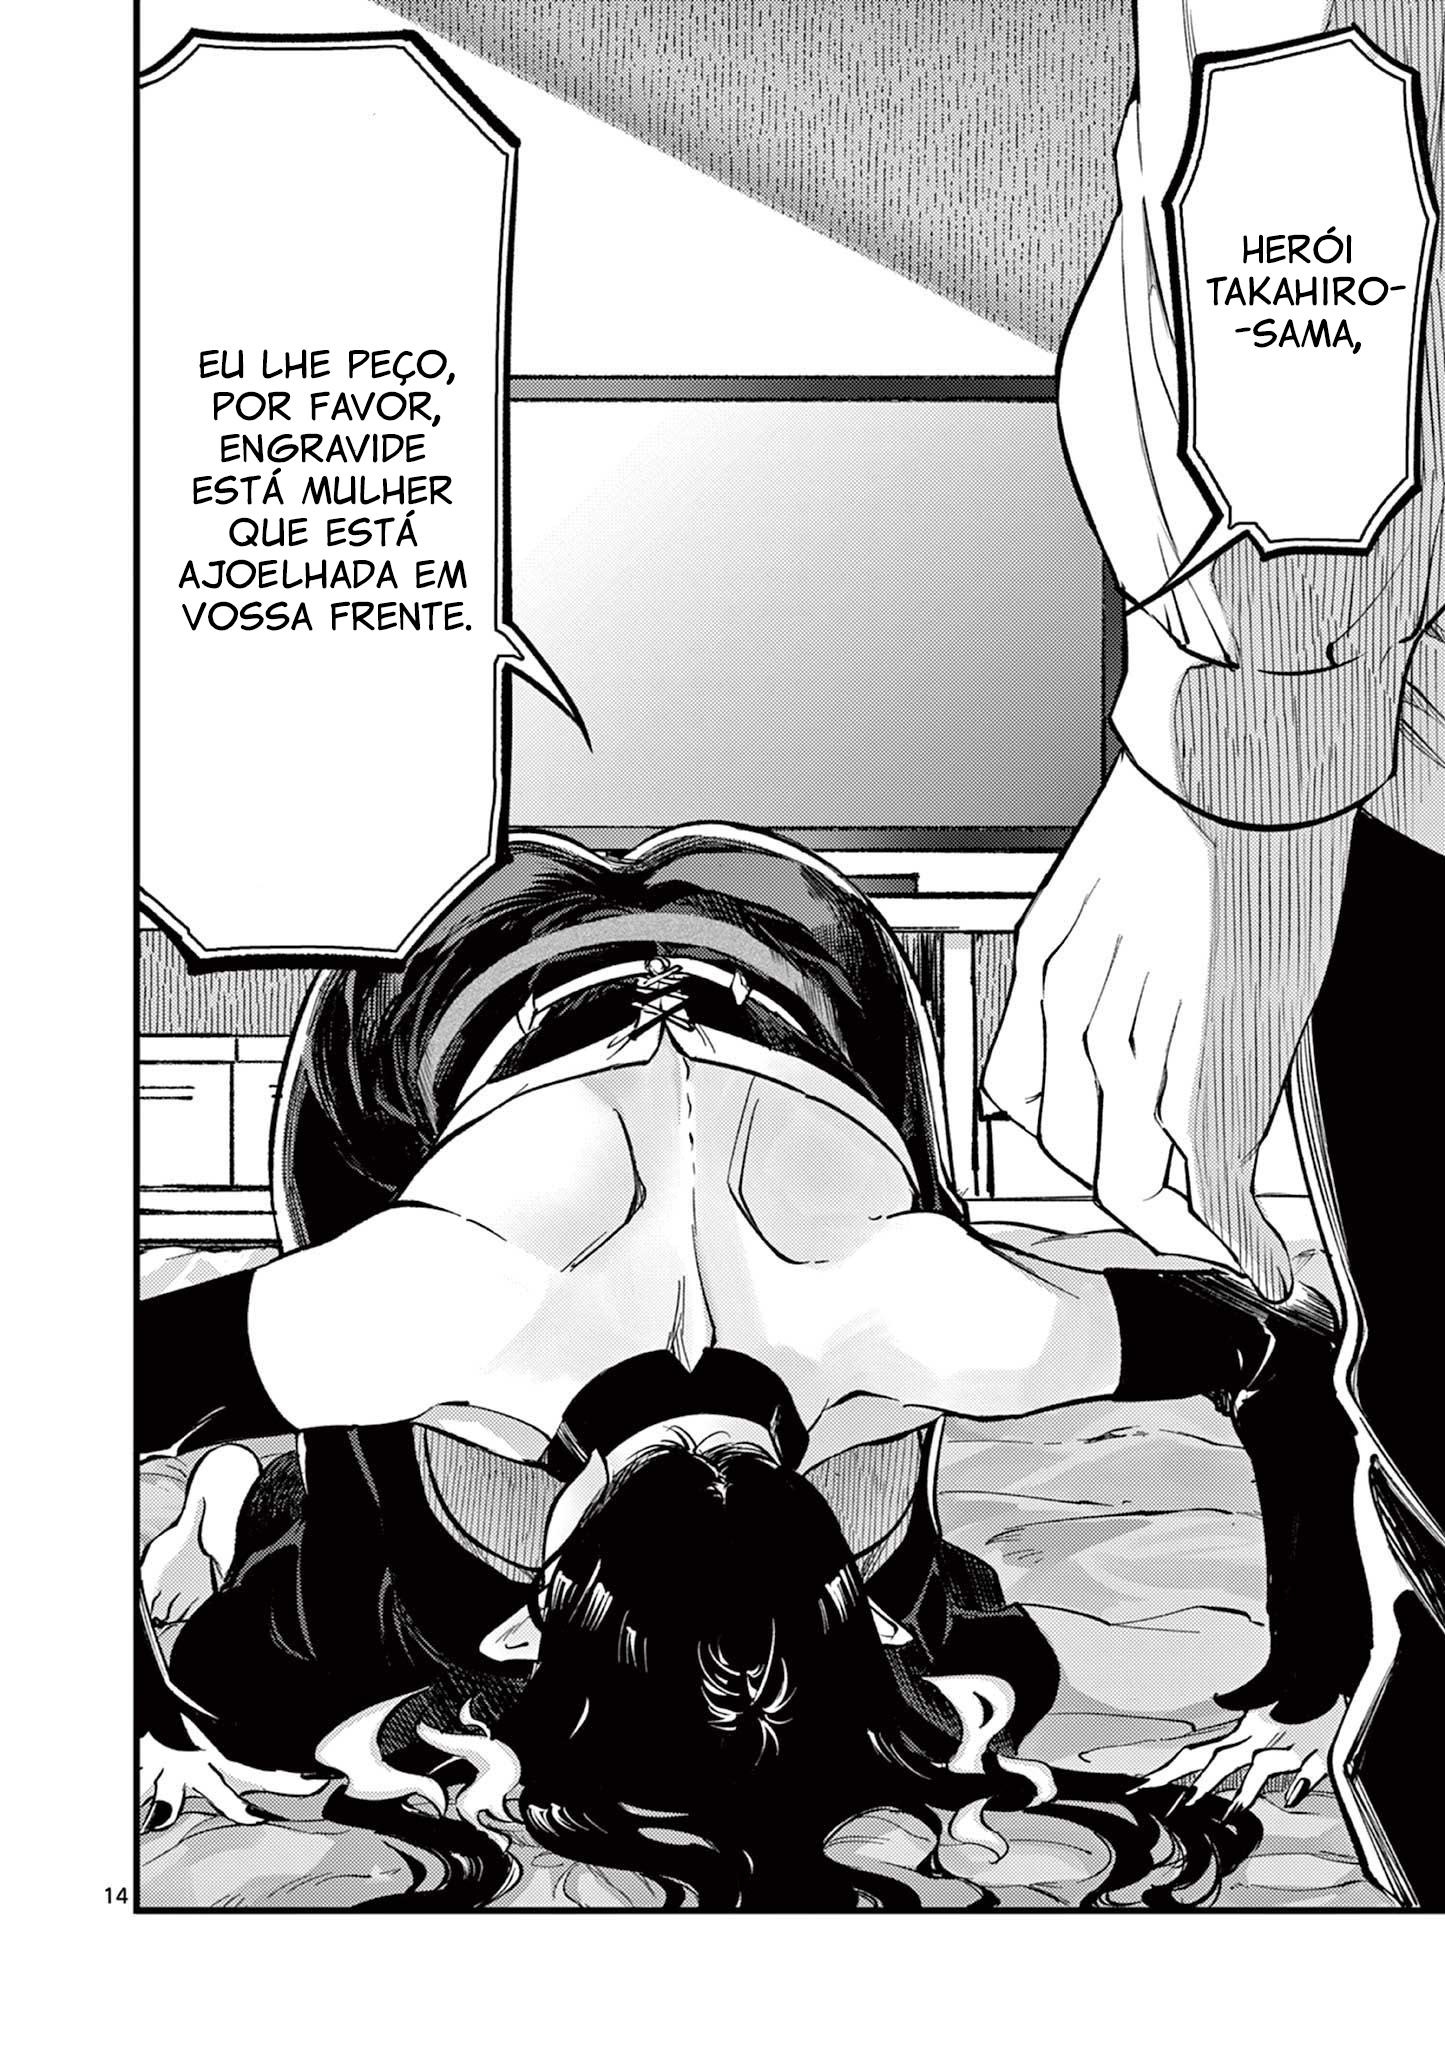 HERÓI
TAKAHIRO-
-SAMA,
EU LHE PEÇO,
POR FAVOR,
ENGRAVIDE
ESTÁ MULHER
QUE ESTÁ
AJOELHADA EM
VOSSA FRENTE.
14